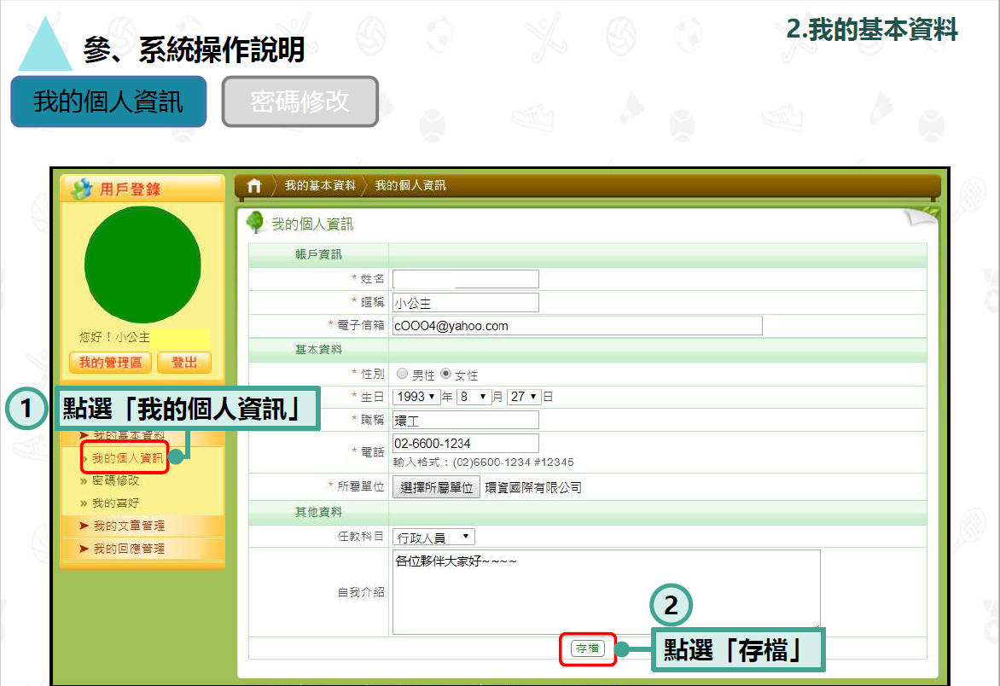 2.我的基本資料
參、系統操作說明
我的個人資訊
密碼修改
用戶登錄
您好！小公主
我的管理區
登出
1
點選「我的個人資訊」
➤ 我的基本資料
» 我的個人資訊
» 密碼修改
» 我的喜好
➤ 我的文章管理
➤ 我的回應管理
我的基本資料 〉 我的個人資訊
我的個人資訊
帳戶資訊
* 姓名
* 暱稱 小公主
* 電子信箱 cOOO4@yahoo.com
基本資料
* 性別 男性 女性
* 生日 1993 年 8 月 27 日
* 職稱 環工
* 電話 02-6600-1234
輸入格式：(02)6600-1234 #12345
* 所屬單位 選擇所屬單位 環資國際有限公司
其他資料
任教科目 行政人員
自我介紹 各位夥伴大家好~~~~
存檔
2
點選「存檔」